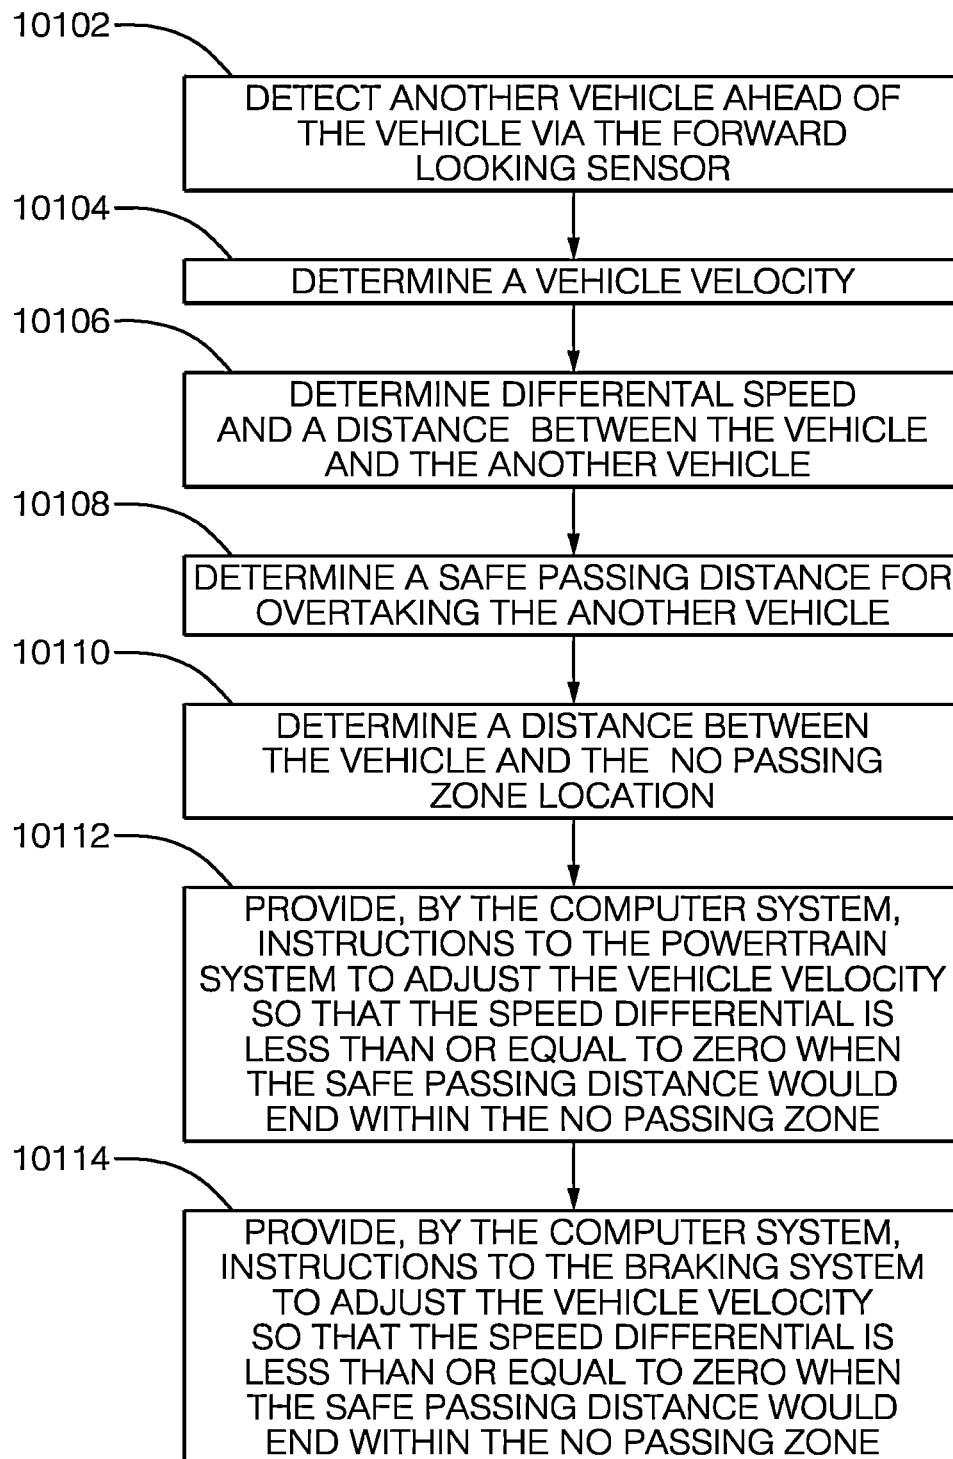 10102
DETECT ANOTHER VEHICLE AHEAD OF
THE VEHICLE VIA THE FORWARD
LOOKING SENSOR
10104
DETERMINE A VEHICLE VELOCITY
10106
DETERMINE DIFFERENTAL SPEED
AND A DISTANCE BETWEEN THE VEHICLE
AND THE ANOTHER VEHICLE
10108
DETERMINE A SAFE PASSING DISTANCE FOR
OVERTAKING THE ANOTHER VEHICLE
10110
DETERMINE A DISTANCE BETWEEN
THE VEHICLE AND THE NO PASSING
ZONE LOCATION
10112
PROVIDE, BY THE COMPUTER SYSTEM,
INSTRUCTIONS TO THE POWERTRAIN
SYSTEM TO ADJUST THE VEHICLE VELOCITY
SO THAT THE SPEED DIFFERENTIAL IS
LESS THAN OR EQUAL TO ZERO WHEN
THE SAFE PASSING DISTANCE WOULD
END WITHIN THE NO PASSING ZONE
10114
PROVIDE, BY THE COMPUTER SYSTEM,
INSTRUCTIONS TO THE BRAKING SYSTEM
TO ADJUST THE VEHICLE VELOCITY
SO THAT THE SPEED DIFFERENTIAL IS
LESS THAN OR EQUAL TO ZERO WHEN
THE SAFE PASSING DISTANCE WOULD
END WITHIN THE NO PASSING ZONE